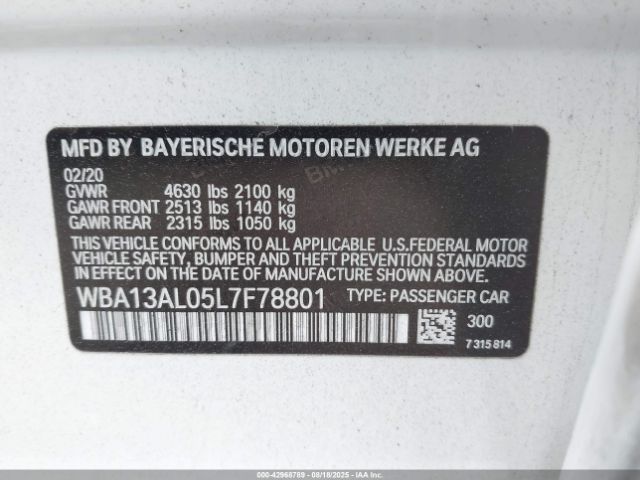 MFD BY BAYERISCHE MOTOREN WERKE AG
02/20
GVWR 4630 lbs 2100 kg
GAWR FRONT 2513 lbs 1140 kg
GAWR REAR 2315 lbs 1050 kg
THIS VEHICLE CONFORMS TO ALL APPLICABLE U.S.FEDERAL MOTOR
VEHICLE SAFETY, BUMPER AND THEFT PREVENTION STANDARDS
IN EFFECT ON THE DATE OF MANUFACTURE SHOWN ABOVE.
WBA13AL05L7F78801 TYPE: PASSENGER CAR
300
7 315 814
000-42968769 - 08/18/2025 - IAAI.COM